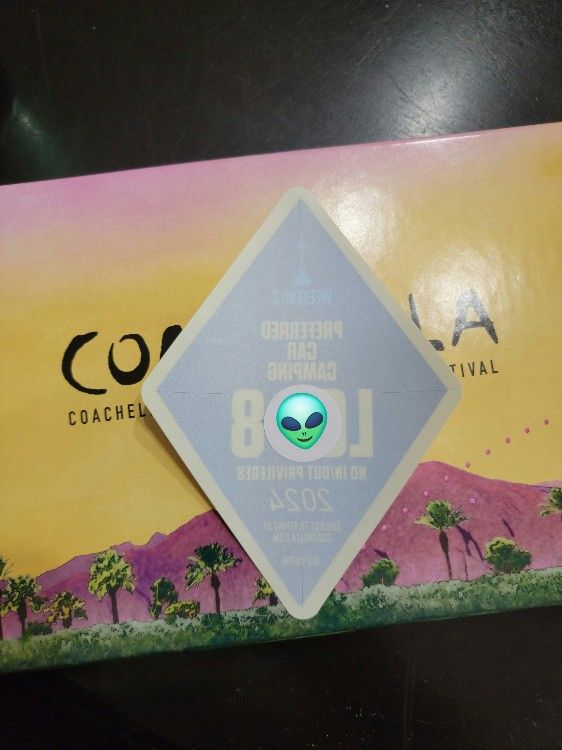 COA LA
COACHEL TIVAL
WEEKEND 2
PREFERRED
CAR
CAMPING
L 8
NO IN/OUT PRIVILEGES
2024
SUBJECT TO TERMS AT
COACHELLA.COM